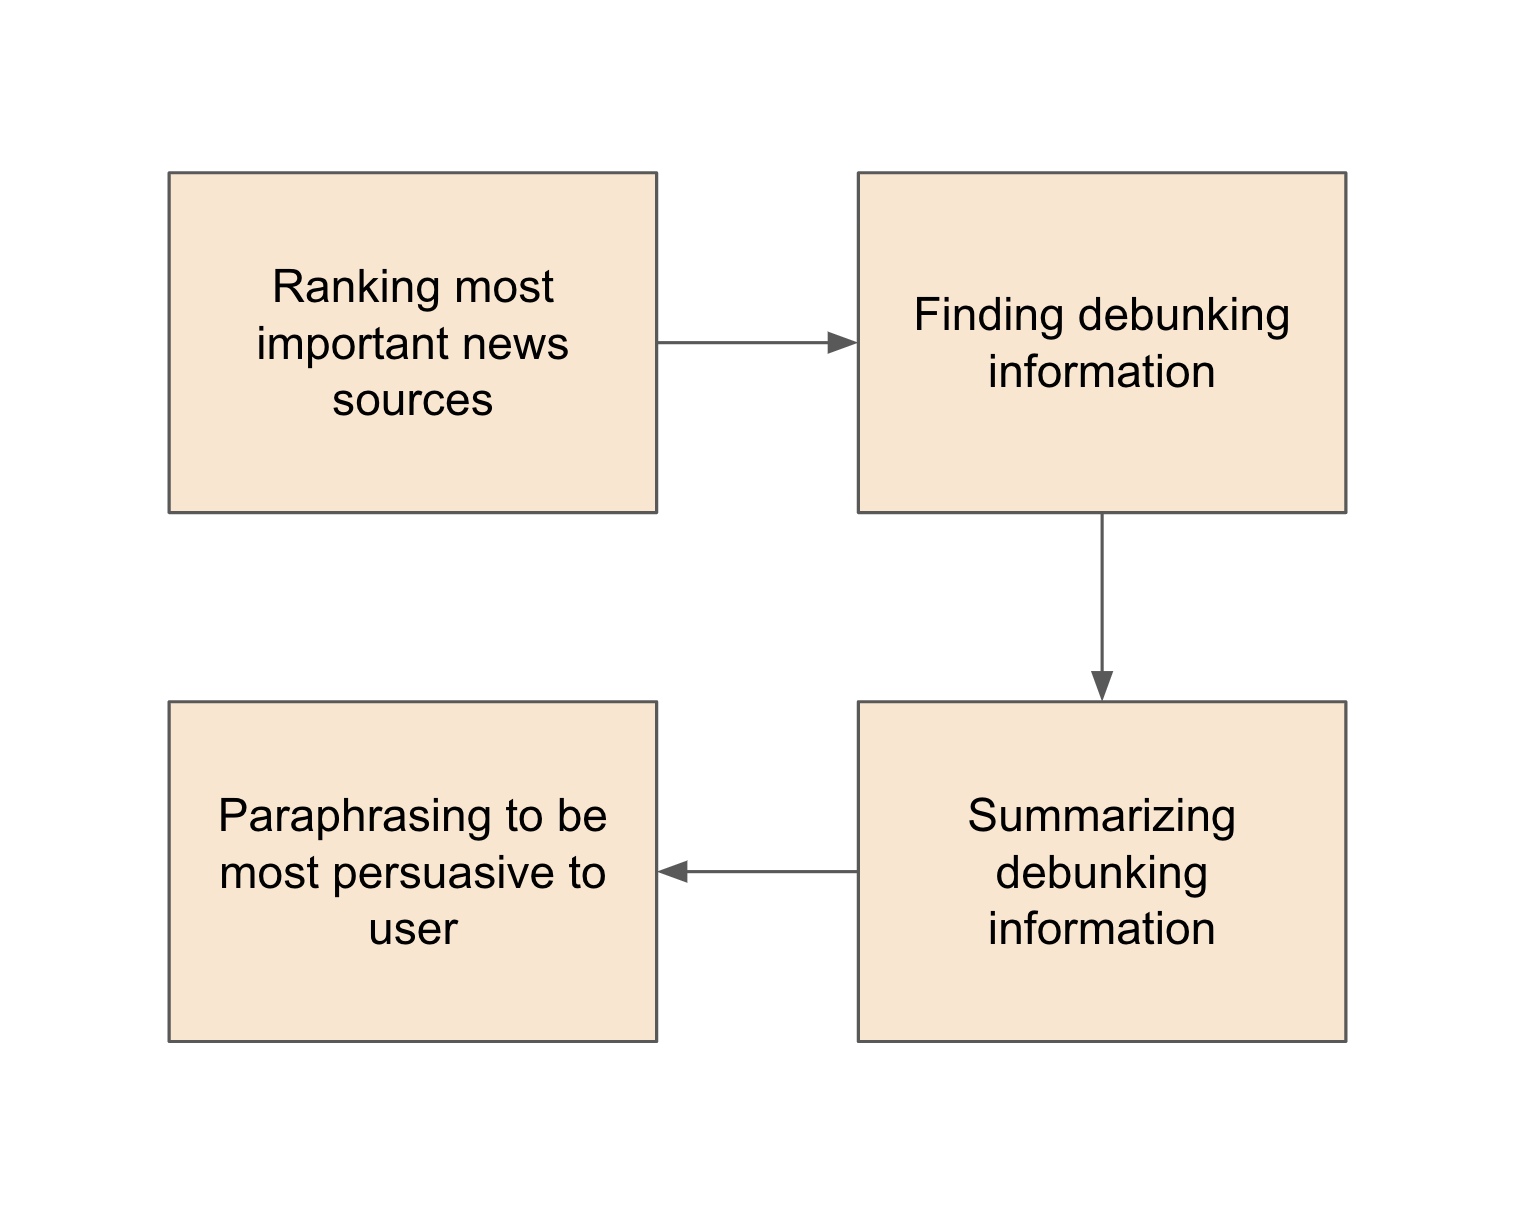 Ranking most
important news
sources
Finding debunking
information
Summarizing
debunking
information
Paraphrasing to be
most persuasive to
user